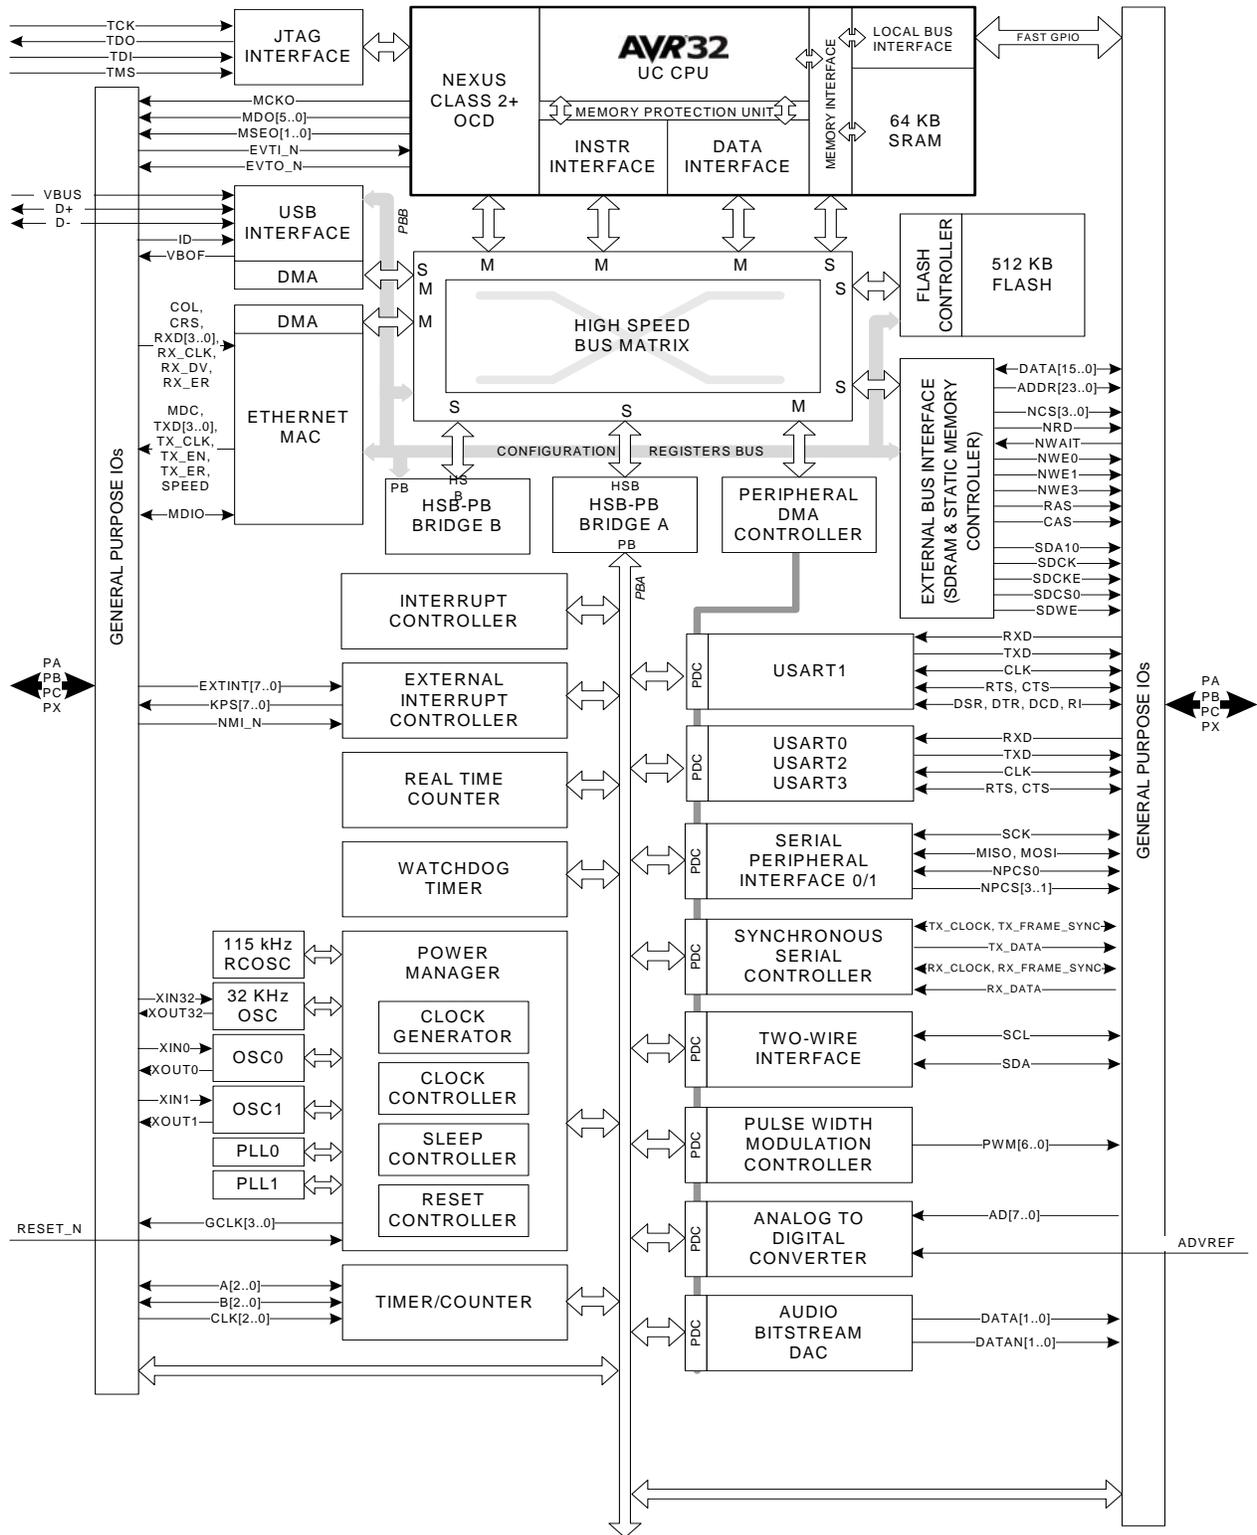 TCK
TDO
TDI
TMS
JTAG
INTERFACE
NEXUS
CLASS 2+
OCD
AVR32
UC CPU
MEMORY PROTECTION UNIT
INSTR
INTERFACE
DATA
INTERFACE
MEMORY INTERFACE
LOCAL BUS
INTERFACE
64 KB
SRAM
FAST GPIO
MCKO
MDO[5..0]
MSEO[1..0]
EVTI_N
EVTO_N
VBUS
D+
D-
ID
VBOF
USB
INTERFACE
DMA
PBB
S
M
M
M
M
M
S
S
S
S
S
M
HIGH SPEED
BUS MATRIX
FLASH
CONTROLLER
512 KB
FLASH
COL,
CRS,
RXD[3..0],
RX_CLK,
RX_DV,
RX_ER
MDC,
TXD[3..0],
TX_CLK,
TX_EN,
TX_ER,
SPEED
MDIO
DMA
ETHERNET
MAC
CONFIGURATION REGISTERS BUS
PB
HS
B
HSB-PB
BRIDGE B
HSB
HSB-PB
BRIDGE A
PB
PERIPHERAL
DMA
CONTROLLER
PBA
EXTERNAL BUS INTERFACE
(SDRAM & STATIC MEMORY
CONTROLLER)
DATA[15..0]
ADDR[23..0]
NCS[3..0]
NRD
NWAIT
NWE0
NWE1
NWE3
RAS
CAS
SDA10
SDCK
SDCKE
SDCS0
SDWE
GENERAL PURPOSE IOs
GENERAL PURPOSE IOs
PA
PB
PC
PX
PA
PB
PC
PX
INTERRUPT
CONTROLLER
EXTINT[7..0]
KPS[7..0]
NMI_N
EXTERNAL
INTERRUPT
CONTROLLER
REAL TIME
COUNTER
WATCHDOG
TIMER
115 kHz
RCOSC
XIN32
XOUT32
32 KHz
OSC
XIN0
XOUT0
OSC0
XIN1
XOUT1
OSC1
PLL0
PLL1
POWER
MANAGER
CLOCK
GENERATOR
CLOCK
CONTROLLER
SLEEP
CONTROLLER
RESET
CONTROLLER
GCLK[3..0]
RESET_N
A[2..0]
B[2..0]
CLK[2..0]
TIMER/COUNTER
PDC
USART1
RXD
TXD
CLK
RTS, CTS
DSR, DTR, DCD, RI
PDC
USART0
USART2
USART3
RXD
TXD
CLK
RTS, CTS
PDC
SERIAL
PERIPHERAL
INTERFACE 0/1
SCK
MISO, MOSI
NPCS0
NPCS[3..1]
PDC
SYNCHRONOUS
SERIAL
CONTROLLER
TX_CLOCK, TX_FRAME_SYNC
TX_DATA
RX_CLOCK, RX_FRAME_SYNC
RX_DATA
PDC
TWO-WIRE
INTERFACE
SCL
SDA
PDC
PULSE WIDTH
MODULATION
CONTROLLER
PWM[6..0]
PDC
ANALOG TO
DIGITAL
CONVERTER
AD[7..0]
ADVREF
PDC
AUDIO
BITSTREAM
DAC
DATA[1..0]
DATAN[1..0]